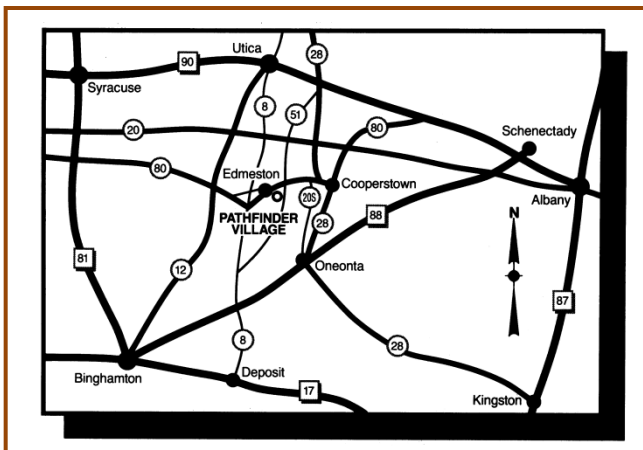 Utica
28
90
Syracuse
8
51
20
80
Schenectady
80
Edmeston
Cooperstown
20S
Albany
PATHFINDER
VILLAGE
88
N
28
81
12
Oneonta
87
8
28
Binghamton
Deposit
17
Kingston